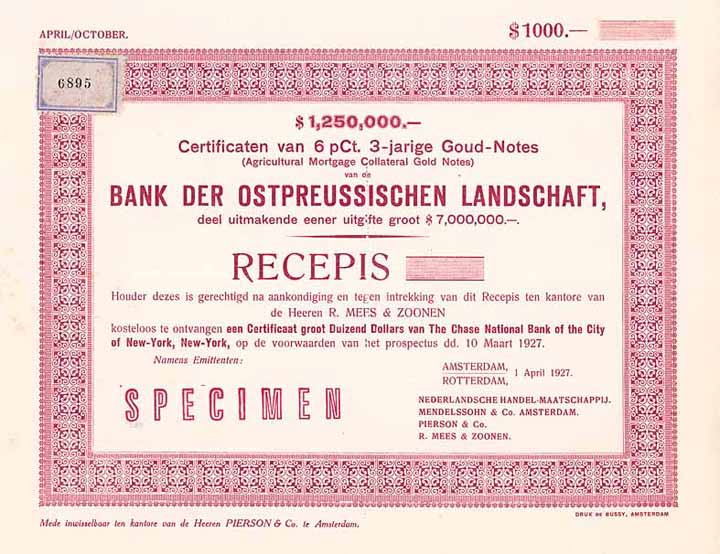 APRIL/OCTOBER.
$ 1000.—
6895
$ 1,250,000.—
Certificaten van 6 pCt. 3-jarige Goud-Notes
(Agricultural Mortgage Collateral Gold Notes)
van de
BANK DER OSTPREUSSISCHEN LANDSCHAFT,
deel uitmakende eener uitgifte groot $ 7,000,000.—.
RECEPIS
Houder dezes is gerechtigd na aankondiging en tegen intrekking van dit Recepis ten kantore van
de Heeren R. MEES & ZOONEN
kosteloos te ontvangen een Certificaat groot Duizend Dollars van The Chase National Bank of the City
of New-York, New-York, op de voorwaarden van het prospectus dd. 10 Maart 1927.
Namens Emittenten:
AMSTERDAM,
ROTTERDAM,
1 April 1927.
SPECIMEN
NEDERLANDSCHE HANDEL-MAATSCHAPPIJ.
MENDELSSOHN & Co. AMSTERDAM.
PIERSON & Co.
R. MEES & ZOONEN.
DRUK DE BUSSY, AMSTERDAM
Mede inwisselbaar ten kantore van de Heeren PIERSON & Co. te Amsterdam.